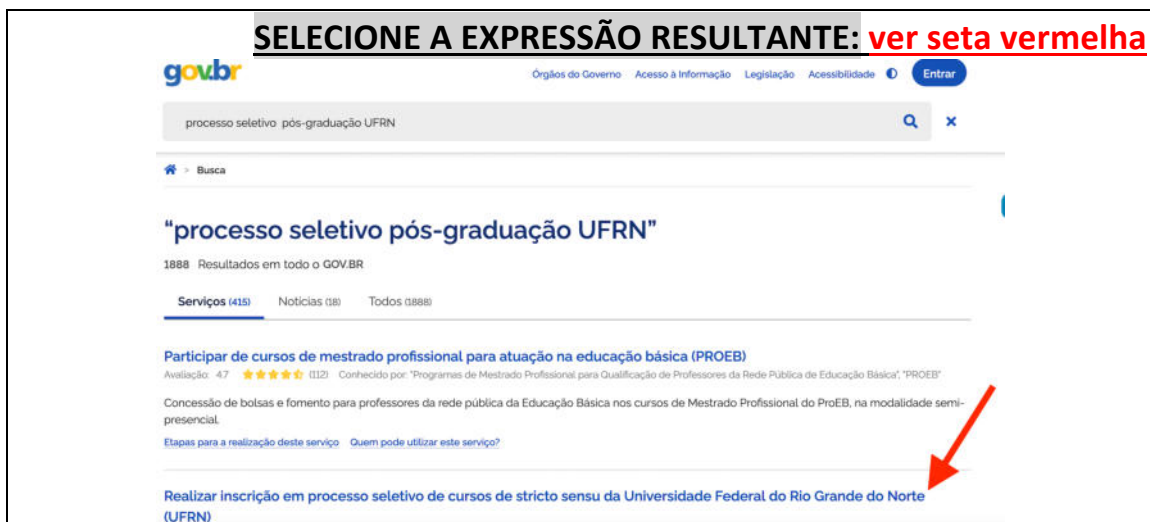 SELECIONE A EXPRESSÃO RESULTANTE: ver seta vermelha
gov.br
Órgãos do Governo Acesso à Informação Legislação Acessibilidade Entrar
processo seletivo pós-graduação UFRN
> Busca
“processo seletivo pós-graduação UFRN”
1888 Resultados em todo o GOV.BR
Serviços (415) Notícias (18) Todos (1888)
Participar de cursos de mestrado profissional para atuação na educação básica (PROEB)
Avaliação: 4.7 (112) Conhecido por: "Programas de Mestrado Profissional para Qualificação de Professores da Rede Pública de Educação Básica", "PROEB"
Concessão de bolsas e fomento para professores da rede pública da Educação Básica nos cursos de Mestrado Profissional do ProEB, na modalidade semi-
presencial.
Etapas para a realização deste serviço Quem pode utilizar este serviço?
Realizar inscrição em processo seletivo de cursos de stricto sensu da Universidade Federal do Rio Grande do Norte
(UFRN)